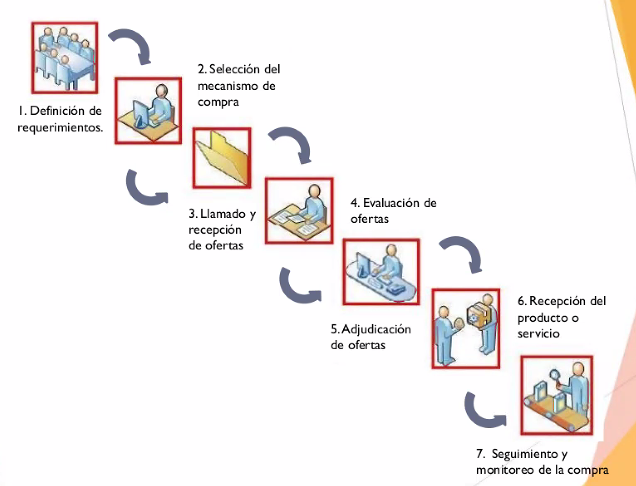 1. Definición de
requerimientos.
2. Selección del
mecanismo de
compra
3. Llamado y
recepción
de ofertas
4. Evaluación de
ofertas
5. Adjudicación
de ofertas
6. Recepción del
producto o
servicio
7. Seguimiento y
monitoreo de la compra